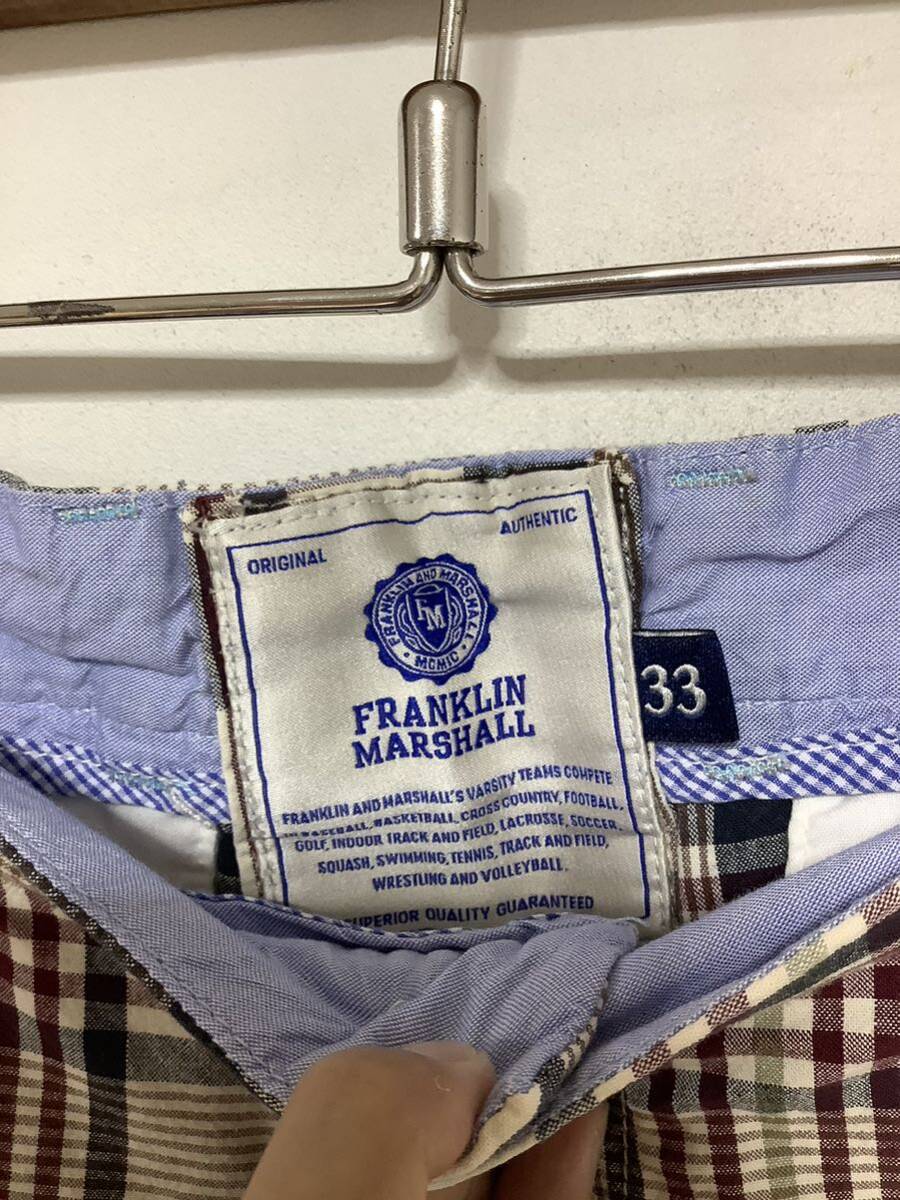 ORIGINAL
AUTHENTIC
FRANKLIN AND MARSHALL
FM
MCMIC
FRANKLIN
MARSHALL
33
FRANKLIN AND MARSHALL'S VARSITY TEAMS COMPETE
IN BASEBALL, BASKETBALL, CROSS COUNTRY, FOOTBALL,
GOLF, INDOOR TRACK AND FIELD, LACROSSE, SOCCER,
SQUASH, SWIMMING, TENNIS, TRACK AND FIELD,
WRESTLING AND VOLLEYBALL.
SUPERIOR QUALITY GUARANTEED